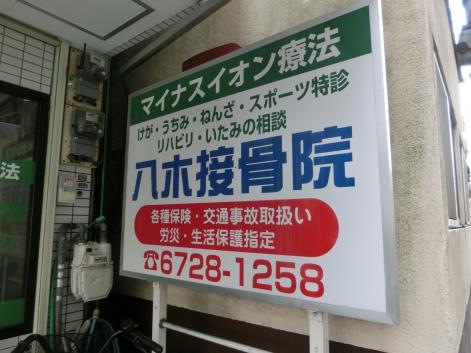 マイナスイオン療法
けが・うちみ・ねんざ・スポーツ特診
リハビリ・いたみの相談
八木接骨院
各種保険・交通事故取扱い
労災・生活保護指定
☎6728-1258
法